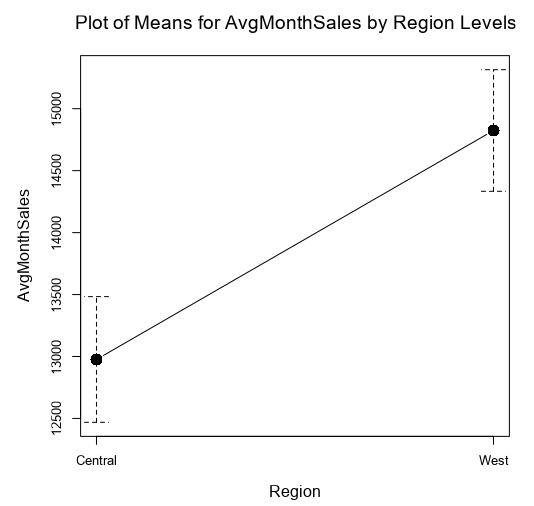 Plot of Means for AvgMonthSales by Region Levels
AvgMonthSales
15000
14500
14000
13500
13000
12500
Central
West
Region